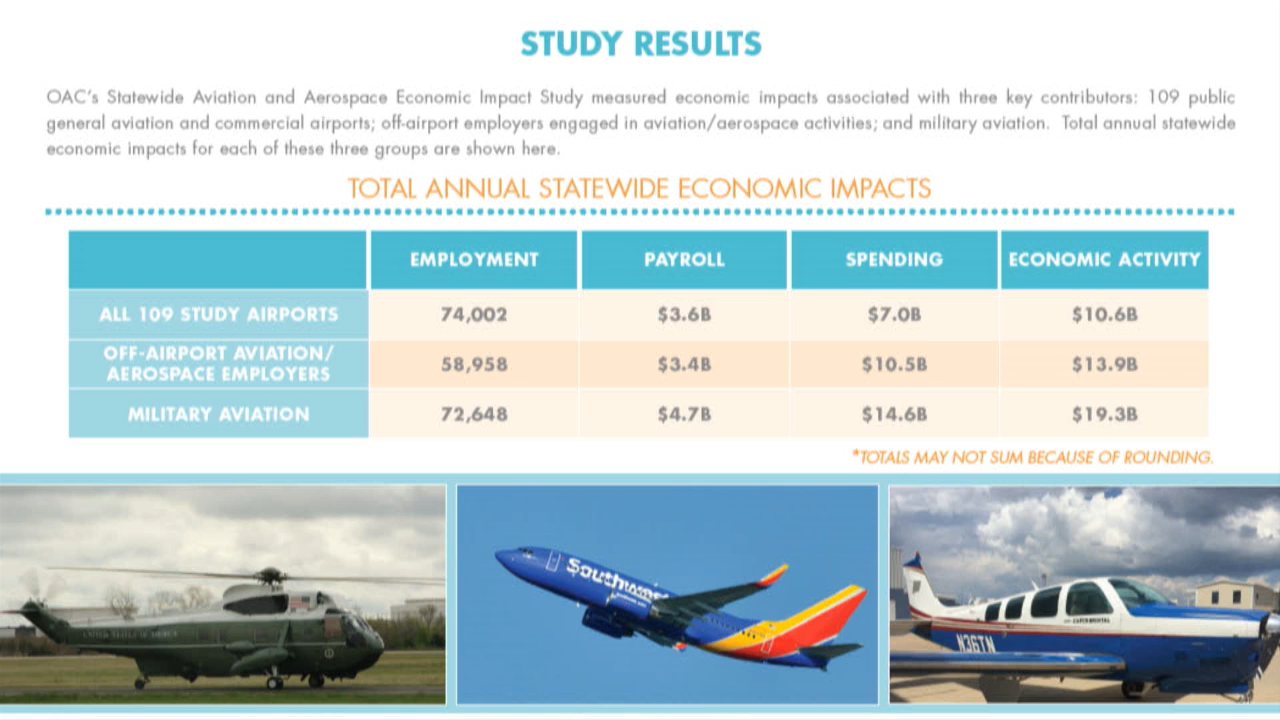 STUDY RESULTS
OAC's Statewide Aviation and Aerospace Economic Impact Study measured economic impacts associated with three key contributors: 109 public
general aviation and commercial airports; off-airport employers engaged in aviation/aerospace activities; and military aviation. Total annual statewide
economic impacts for each of these three groups are shown here.
TOTAL ANNUAL STATEWIDE ECONOMIC IMPACTS
EMPLOYMENT PAYROLL SPENDING ECONOMIC ACTIVITY
ALL 109 STUDY AIRPORTS 74,002 $3.6B $7.0B $10.6B
OFF-AIRPORT AVIATION/
AEROSPACE EMPLOYERS 58,958 $3.4B $10.5B $13.9B
MILITARY AVIATION 72,648 $4.7B $14.6B $19.3B
*TOTALS MAY NOT SUM BECAUSE OF ROUNDING.
UNITED STATES OF AMERICA
Southwest
N36TN